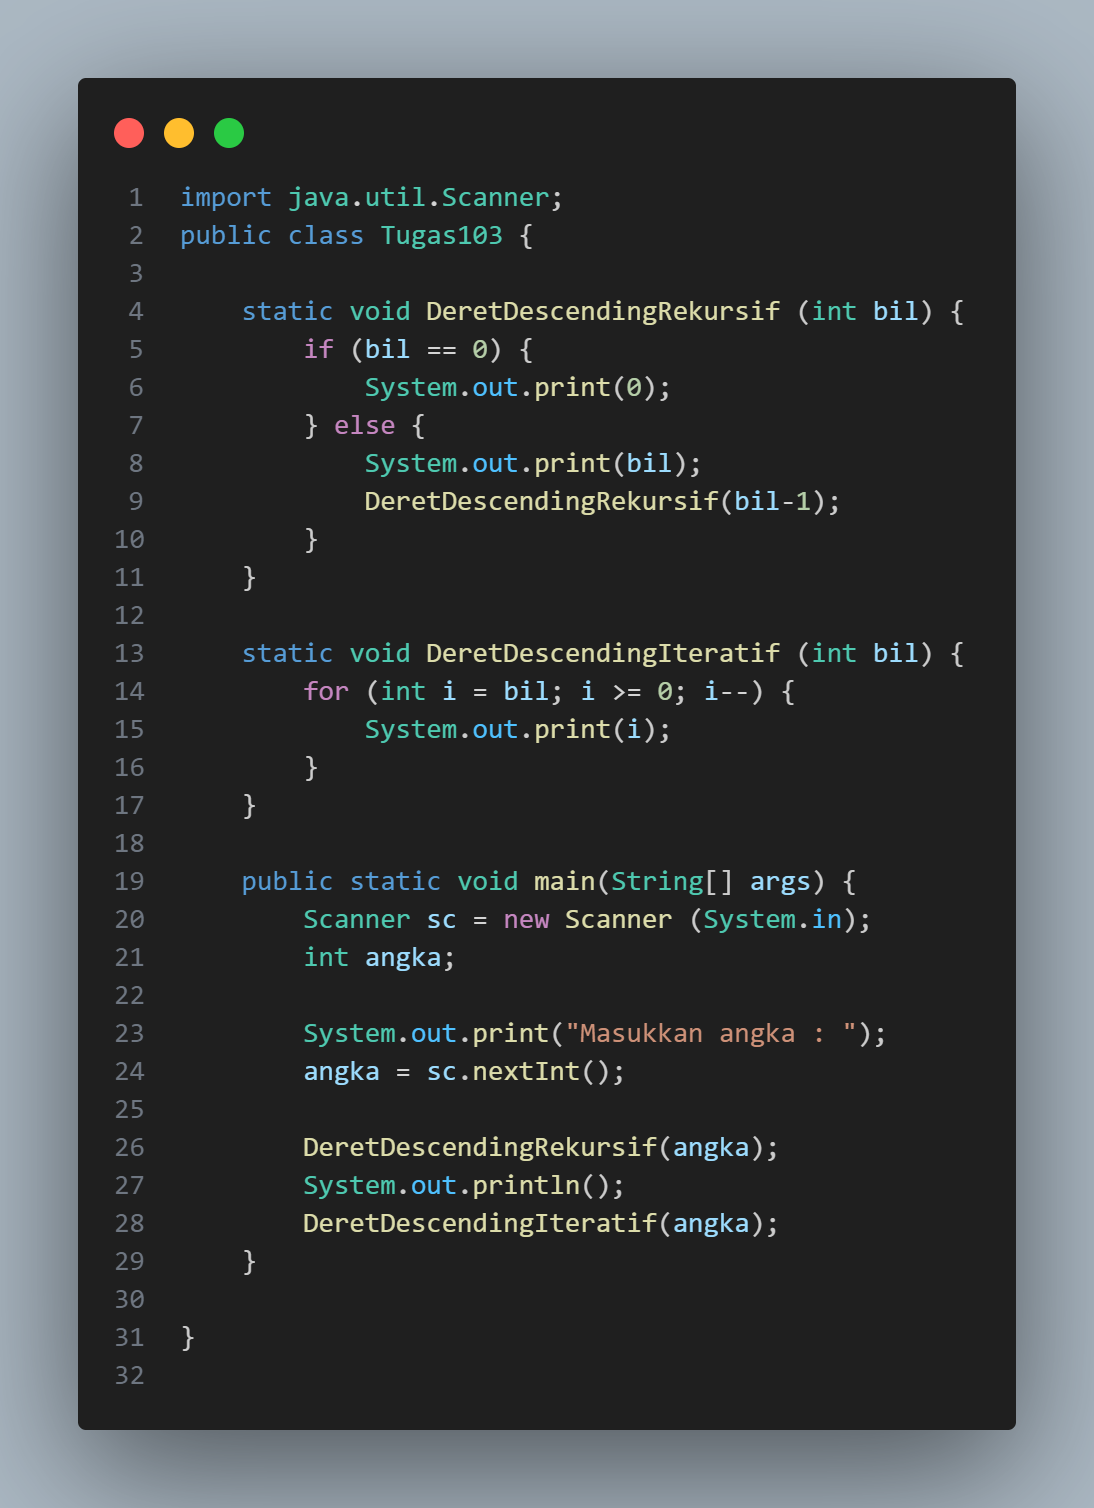 1 import java.util.Scanner;
2 public class Tugas103 {
3
4     static void DeretDescendingRekursif (int bil) {
5         if (bil == 0) {
6             System.out.print(0);
7         } else {
8             System.out.print(bil);
9             DeretDescendingRekursif(bil-1);
10         }
11     }
12
13     static void DeretDescendingIteratif (int bil) {
14         for (int i = bil; i >= 0; i--) {
15             System.out.print(i);
16         }
17     }
18
19     public static void main(String[] args) {
20         Scanner sc = new Scanner (System.in);
21         int angka;
22
23         System.out.print("Masukkan angka : ");
24         angka = sc.nextInt();
25
26         DeretDescendingRekursif(angka);
27         System.out.println();
28         DeretDescendingIteratif(angka);
29     }
30
31 }
32